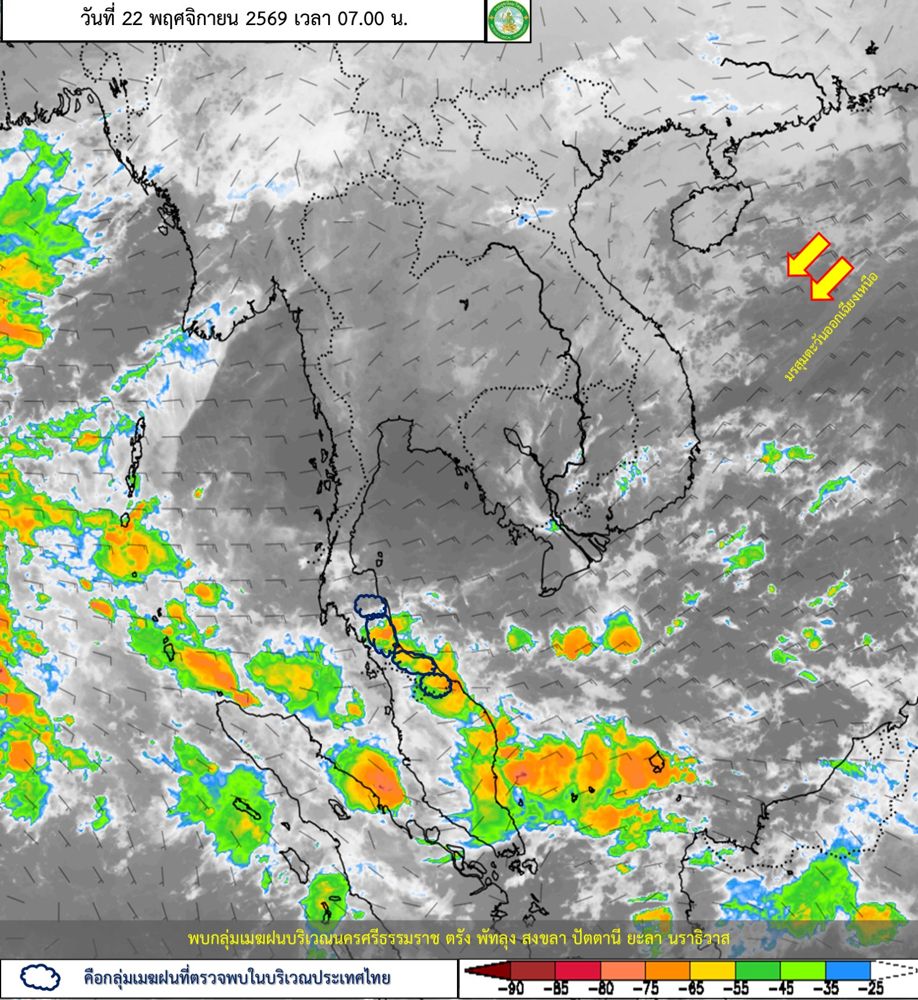 วันที่ 22 พฤศจิกายน 2569 เวลา 07.00 น.
มรสุมตะวันออกเฉียงเหนือ
พบกลุ่มเมฆฝนบริเวณนครศรีธรรมราช ตรัง พัทลุง สงขลา ปัตตานี ยะลา นราธิวาส
คือกลุ่มเมฆฝนที่ตรวจพบในบริเวณประเทศไทย
-90 -85 -80 -75 -65 -55 -45 -35 -25